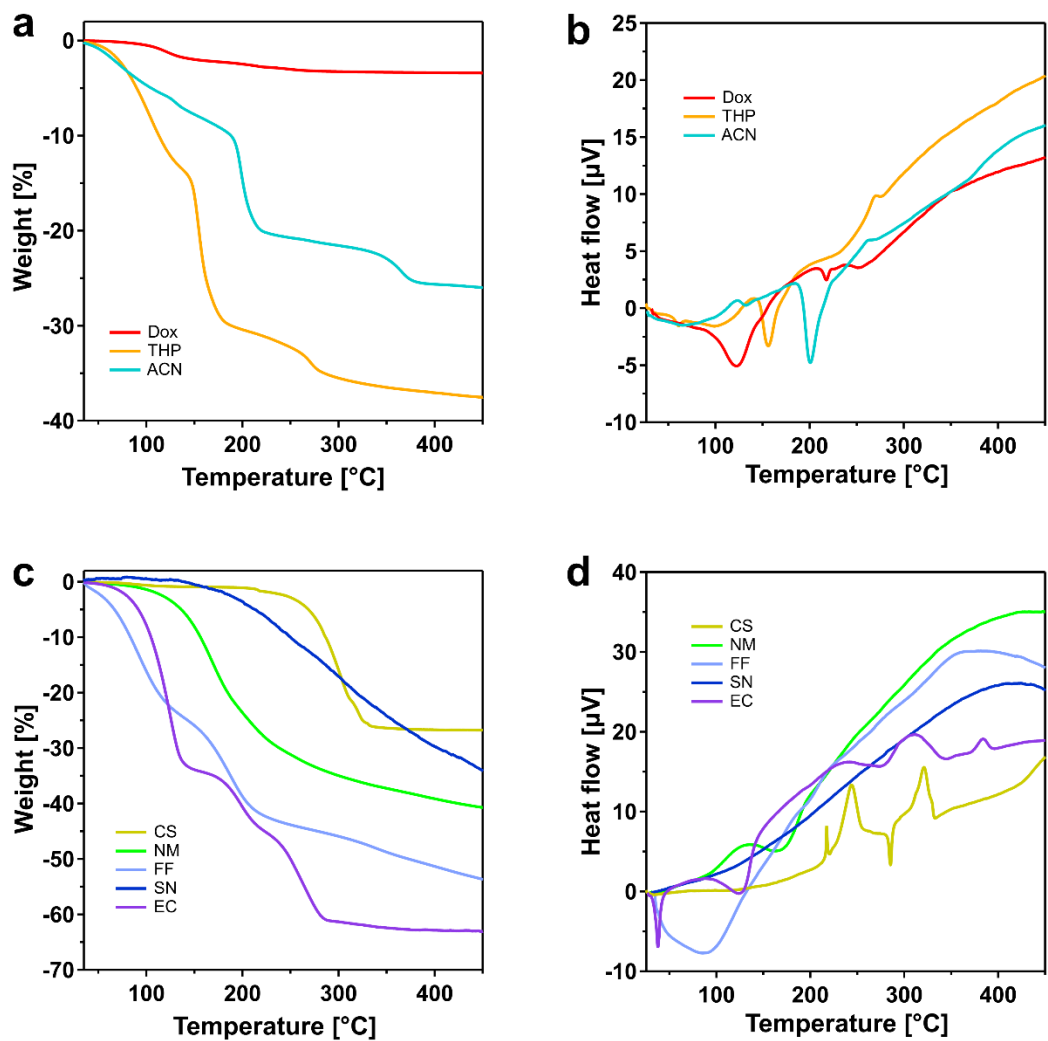 a
0
-10
-20
-30
-40
100
200
300
400
Weight [%]
Temperature [°C]
Dox
THP
ACN
b
25
20
15
10
5
0
-5
-10
100
200
300
400
Heat flow [µV]
Temperature [°C]
Dox
THP
ACN
c
0
-10
-20
-30
-40
-50
-60
-70
100
200
300
400
Weight [%]
Temperature [°C]
CS
NM
FF
SN
EC
d
40
30
20
10
0
-10
100
200
300
400
Heat flow [µV]
Temperature [°C]
CS
NM
FF
SN
EC